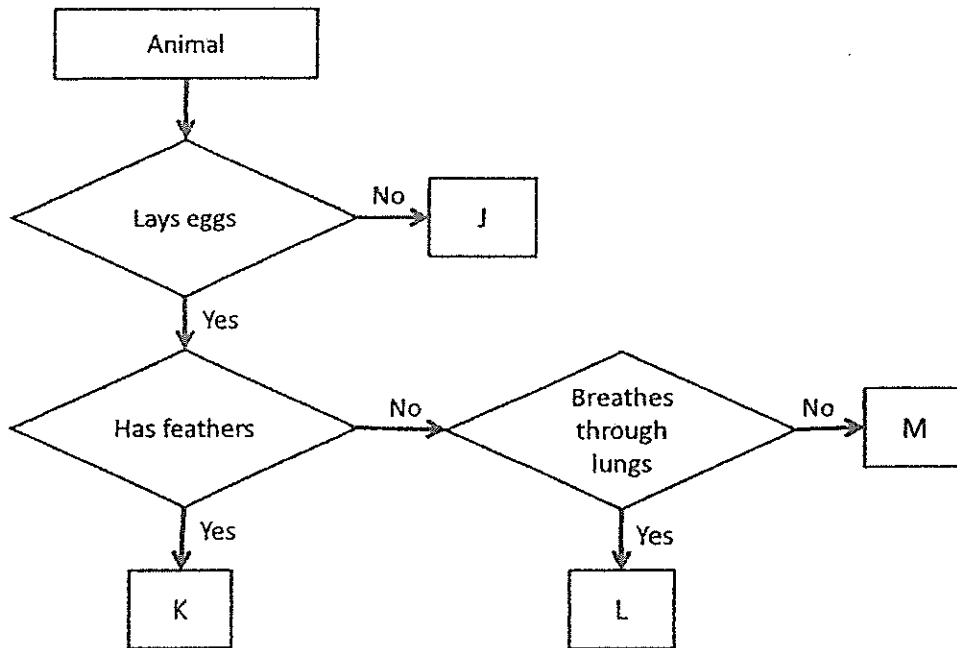 Animal
Lays eggs
No
J
Yes
Has feathers
No
Breathes
through
lungs
No
M
Yes
K
Yes
L